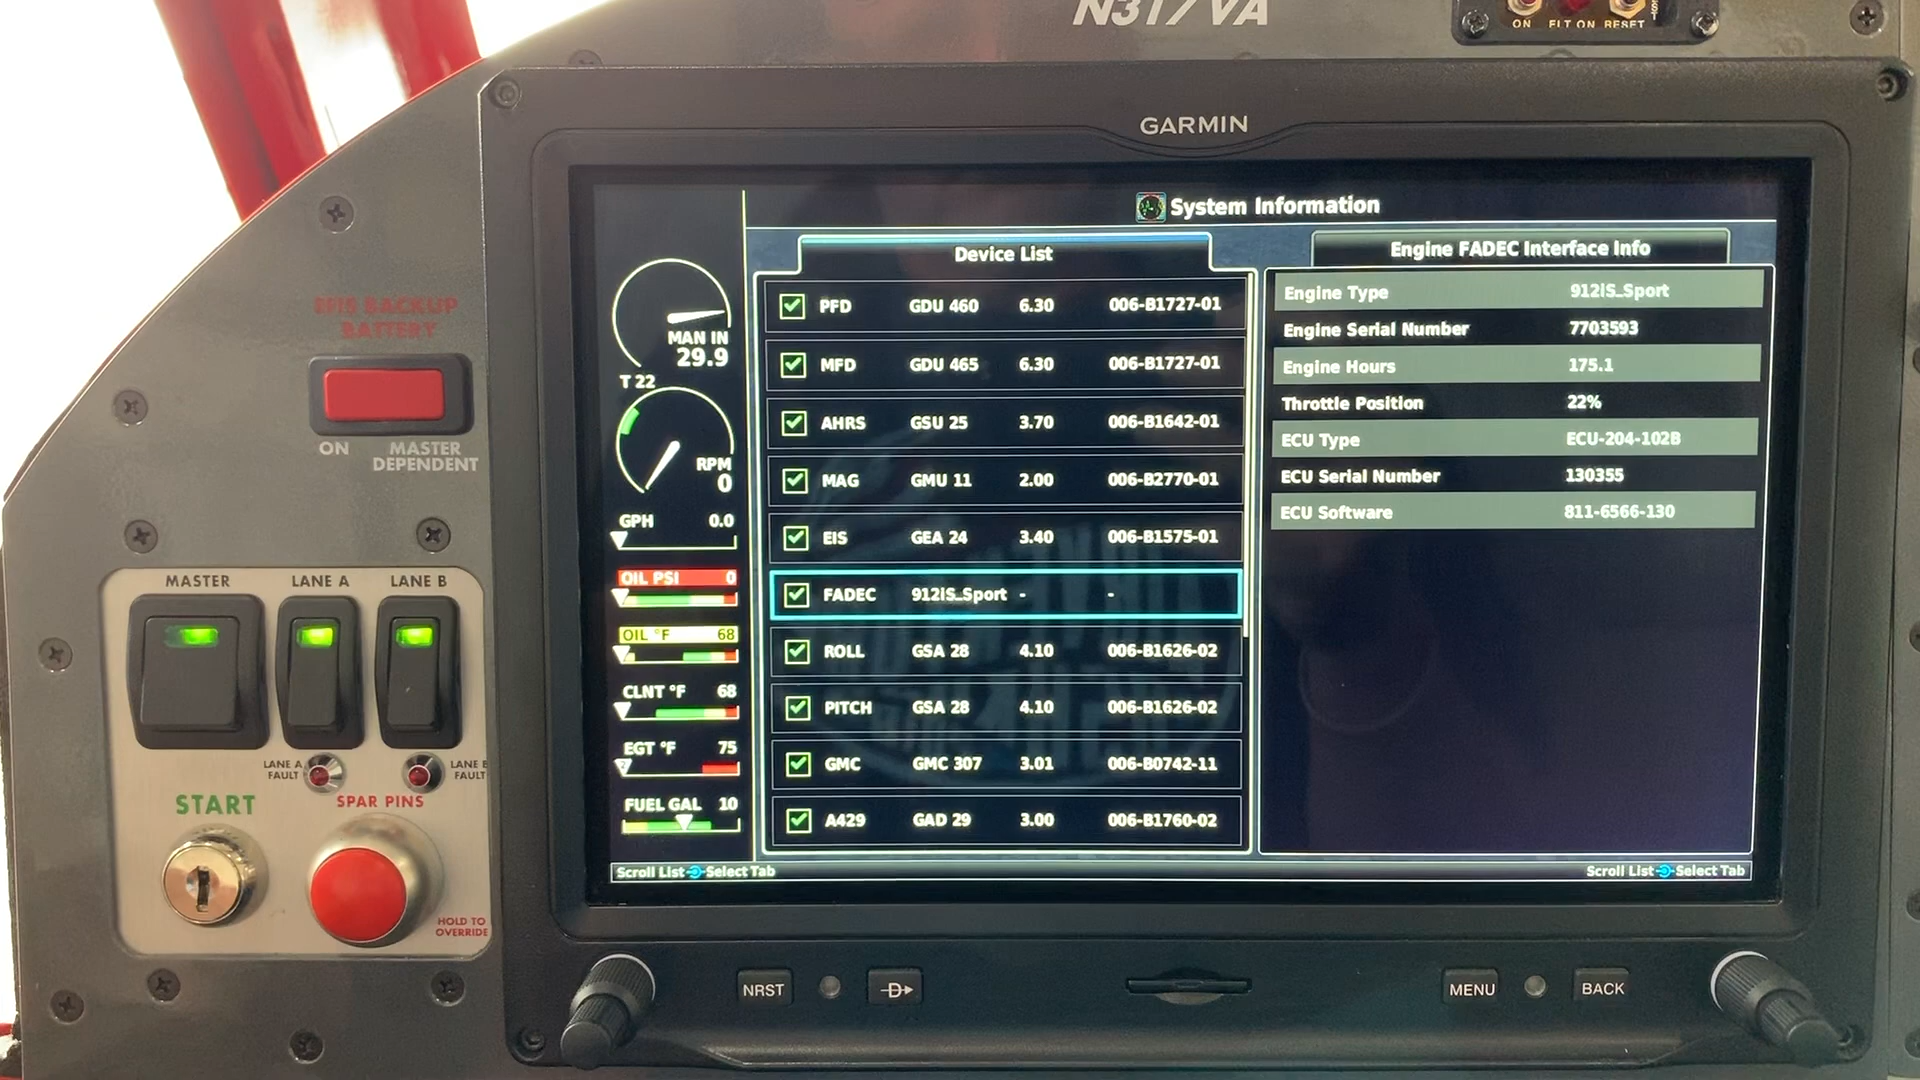 N317VA
ON ELT ON RESET
GARMIN
System Information
Device List
Engine FADEC Interface Info
MAN IN
29.9
T 22
RPM
0
GPH 0.0
OIL PSI 0
OIL °F 68
CLNT °F 68
EGT °F 75
2
FUEL GAL 10
PFD GDU 460 6.30 006-B1727-01
MFD GDU 465 6.30 006-B1727-01
AHRS GSU 25 3.70 006-B1642-01
MAG GMU 11 2.00 006-B2770-01
EIS GEA 24 3.40 006-B1575-01
FADEC 912iS_Sport - -
ROLL GSA 28 4.10 006-B1626-02
PITCH GSA 28 4.10 006-B1626-02
GMC GMC 307 3.01 006-B0742-11
A429 GAD 29 3.00 006-B1760-02
Engine Type 912iS_Sport
Engine Serial Number 7703593
Engine Hours 175.1
Throttle Position 22%
ECU Type ECU-204-102B
ECU Serial Number 130355
ECU Software 811-6566-130
Scroll List Select Tab
Scroll List Select Tab
EFIS BACKUP
BATTERY
ON
MASTER
DEPENDENT
MASTER
LANE A
LANE B
LANE A
FAULT
LANE B
FAULT
START
SPAR PINS
HOLD TO
OVERRIDE
NRST
D
MENU
BACK